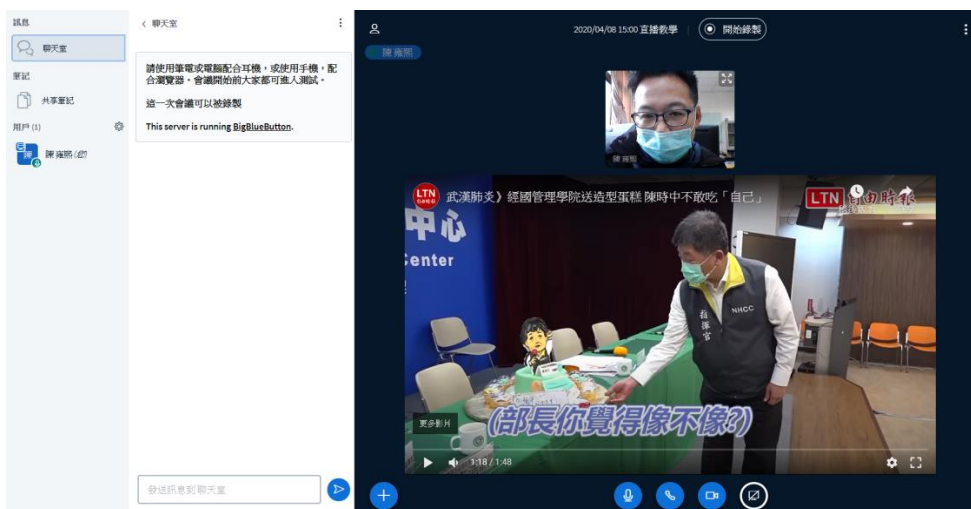 訊息
聊天室
筆記
共享筆記
用戶 (1)
陳 雍熙 (您)
聊天室
請使用筆電或電腦配合耳機，或使用手機，配
合瀏覽器。會議開始前大家都可進入測試。
這一次會議可以被錄製
This server is running BigBlueButton.
發送訊息到 聊天室
2020/04/08 15:00 直播教學
開始錄製
陳 雍熙
陳 雍熙
LTN
武漢肺炎》經國管理學院送造型蛋糕 陳時中不敢吃「自己」
LTN 自由時報
中心
Center
指揮官
NHCC
(部長你覺得像不像?)
更多影片
1:18 / 1:48